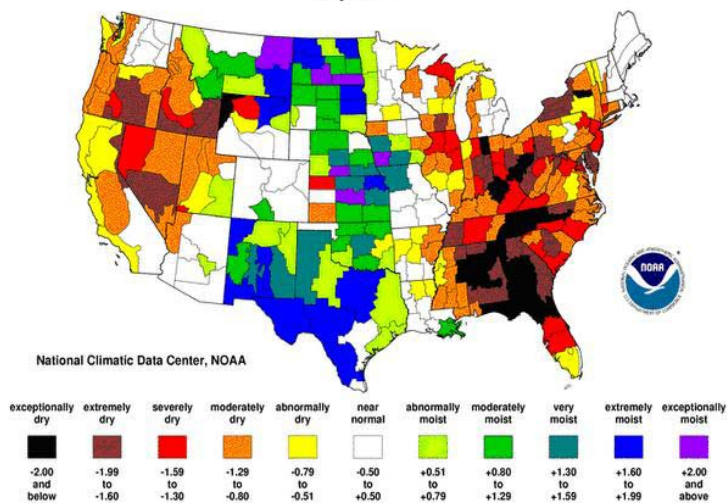 NOAA
National Climatic Data Center, NOAA
exceptionally dry
extremely dry
severely dry
moderately dry
abnormally dry
near normal
abnormally moist
moderately moist
very moist
extremely moist
exceptionally moist
-2.00 and below
-1.99 to -1.60
-1.59 to -1.30
-1.29 to -0.80
-0.79 to -0.51
-0.50 to +0.50
+0.51 to +0.79
+0.80 to +1.29
+1.30 to +1.59
+1.60 to +1.99
+2.00 and above